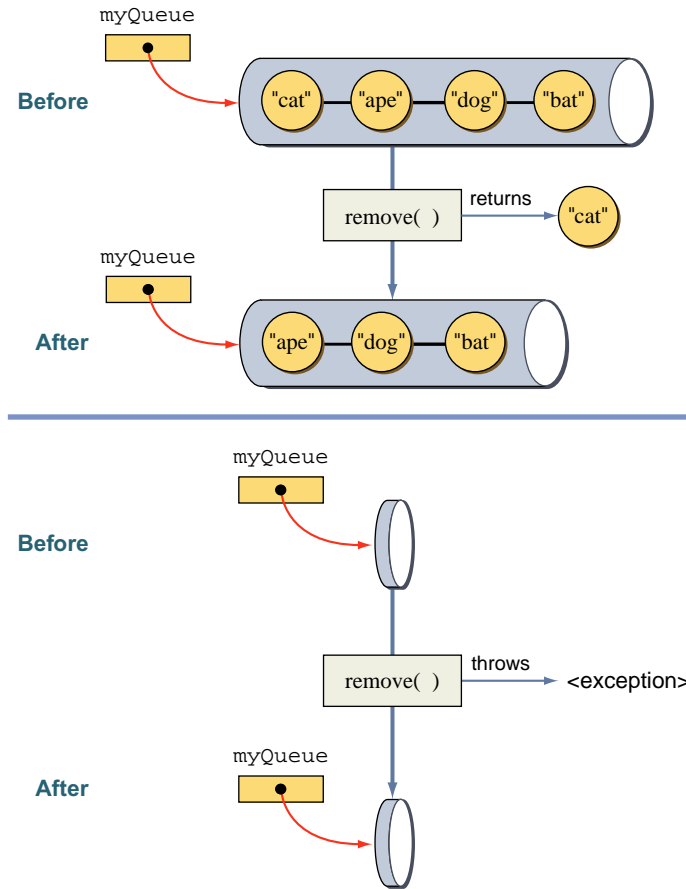 myQueue
Before
"cat" "ape" "dog" "bat"
remove( )
returns
"cat"
myQueue
After
"ape" "dog" "bat"
myQueue
Before
remove( )
throws
<exception>
myQueue
After